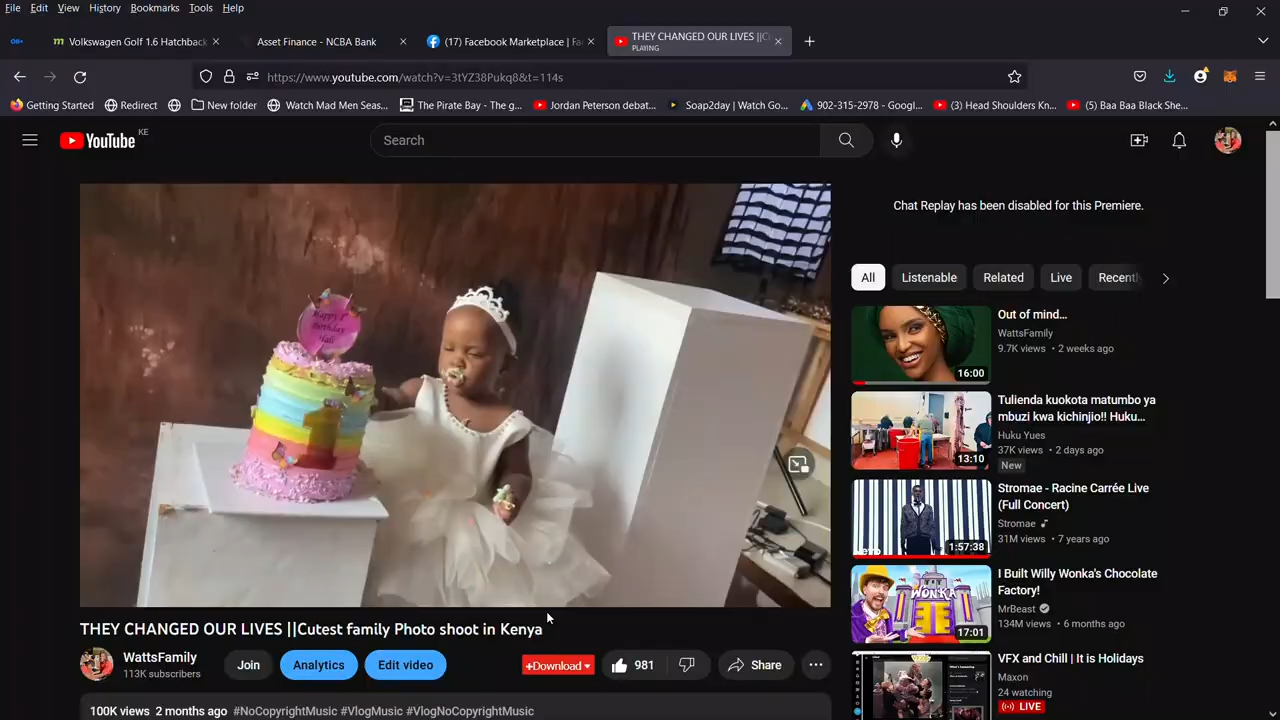 File Edit View History Bookmarks Tools Help
Volkswagen Golf 1.6 Hatchback
Asset Finance - NCBA Bank
(17) Facebook Marketplace | Fa
THEY CHANGED OUR LIVES ||Cu
PLAYING
https://www.youtube.com/watch?v=3tYZ38Pukq8&t=114s
Getting Started
Redirect
New folder
Watch Mad Men Seas...
The Pirate Bay - The g...
Jordan Peterson debat...
Soap2day | Watch Go...
902-315-2978 - Googl...
(3) Head Shoulders Kn...
(5) Baa Baa Black She...
YouTube KE
Search
Happy 1st
Birthday
1
THEY CHANGED OUR LIVES ||Cutest family Photo shoot in Kenya
WattsFamily
113K subscribers
Join
Analytics
Edit video
+Download
981
Share
...
100K views 2 months ago #NoCopyrightMusic #VlogMusic #VlogNoCopyrightMusic
Chat Replay has been disabled for this Premiere.
All Listenable Related Live Recentl
Out of mind...
WattsFamily
9.7K views • 2 weeks ago
16:00
Tulienda kuokota matumbo ya
mbuzi kwa kichinjio!! Huku...
Huku Yues
37K views • 2 days ago
New
13:10
Stromae - Racine Carrée Live
(Full Concert)
Stromae
31M views • 7 years ago
1:57:38
I Built Willy Wonka's Chocolate
Factory!
MrBeast
134M views • 6 months ago
WONKA
17:01
VFX and Chill | It is Holidays
Maxon
24 watching
LIVE